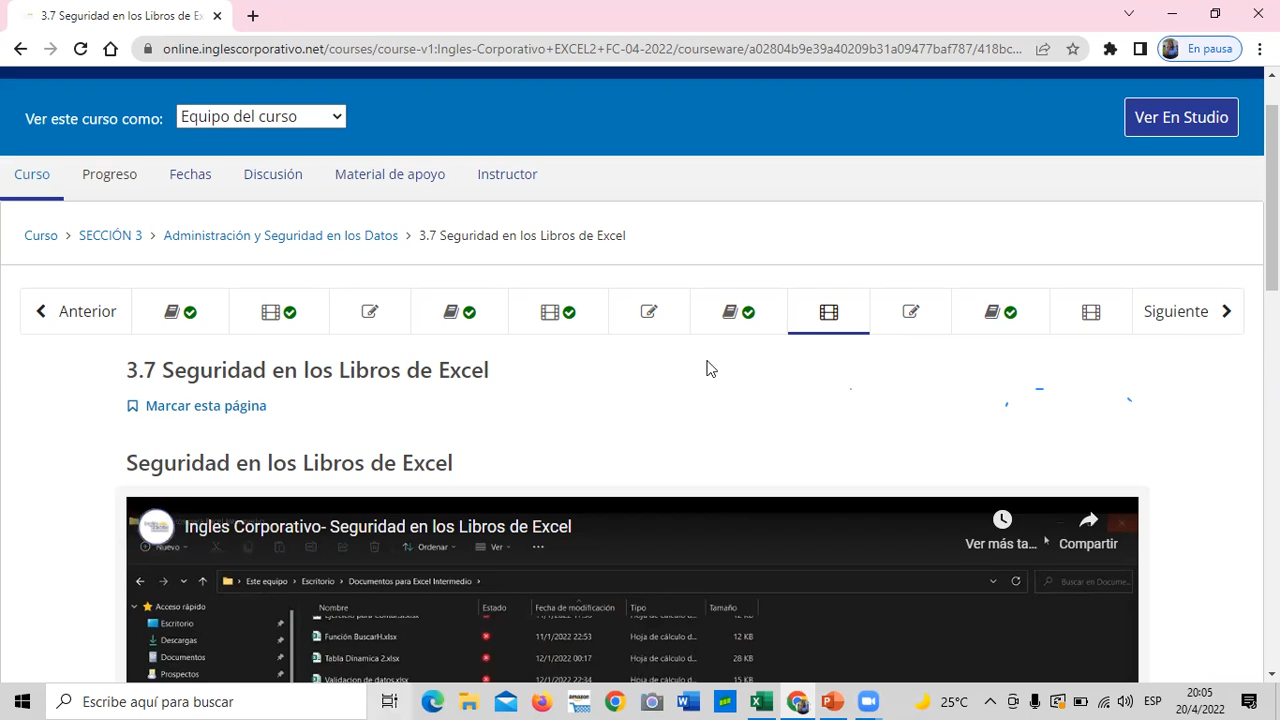 3.7 Seguridad en los Libros de E
online.inglescorporativo.net/courses/course-v1:Ingles-Corporativo+EXCEL2+FC-04-2022/courseware/a02804b9e39a40209b31a09477baf787/418bc...
En pausa
Ver este curso como: Equipo del curso
Ver En Studio
Curso Progreso Fechas Discusión Material de apoyo Instructor
Curso > SECCIÓN 3 > Administración y Seguridad en los Datos > 3.7 Seguridad en los Libros de Excel
Anterior Siguiente
3.7 Seguridad en los Libros de Excel
Marcar esta página
Seguridad en los Libros de Excel
Ingles Corporativo- Seguridad en los Libros de Excel
Ver más ta... Compartir
Nuevo Ordenar Ver ...
Este equipo > Escritorio > Documentos para Excel Intermedio >
Buscar en Docume...
Acceso rápido Nombre Estado Fecha de modificación Tipo Tamaño
Escritorio
Descargas Función BuscarH.xlsx 11/1/2022 22:53 Hoja de cálculo d... 12 KB
Documentos Tabla Dinamica 2.xlsx 12/1/2022 00:17 Hoja de cálculo d... 28 KB
Prospectos Validacion de datos.xlsx 12/1/2022 22:34 Hoja de cálculo d... 15 KB
Escribe aquí para buscar
25°C
ESP
20:05
20/4/2022